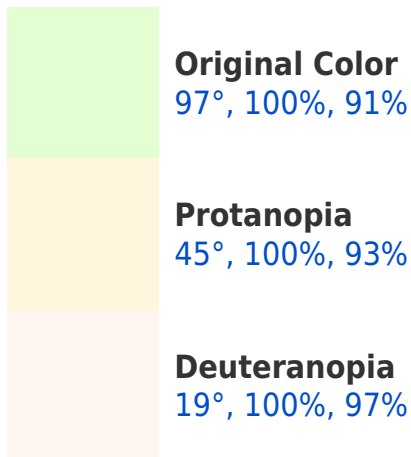 Original Color
97°, 100%, 91%
Protanopia
45°, 100%, 93%
Deuteranopia
19°, 100%, 97%